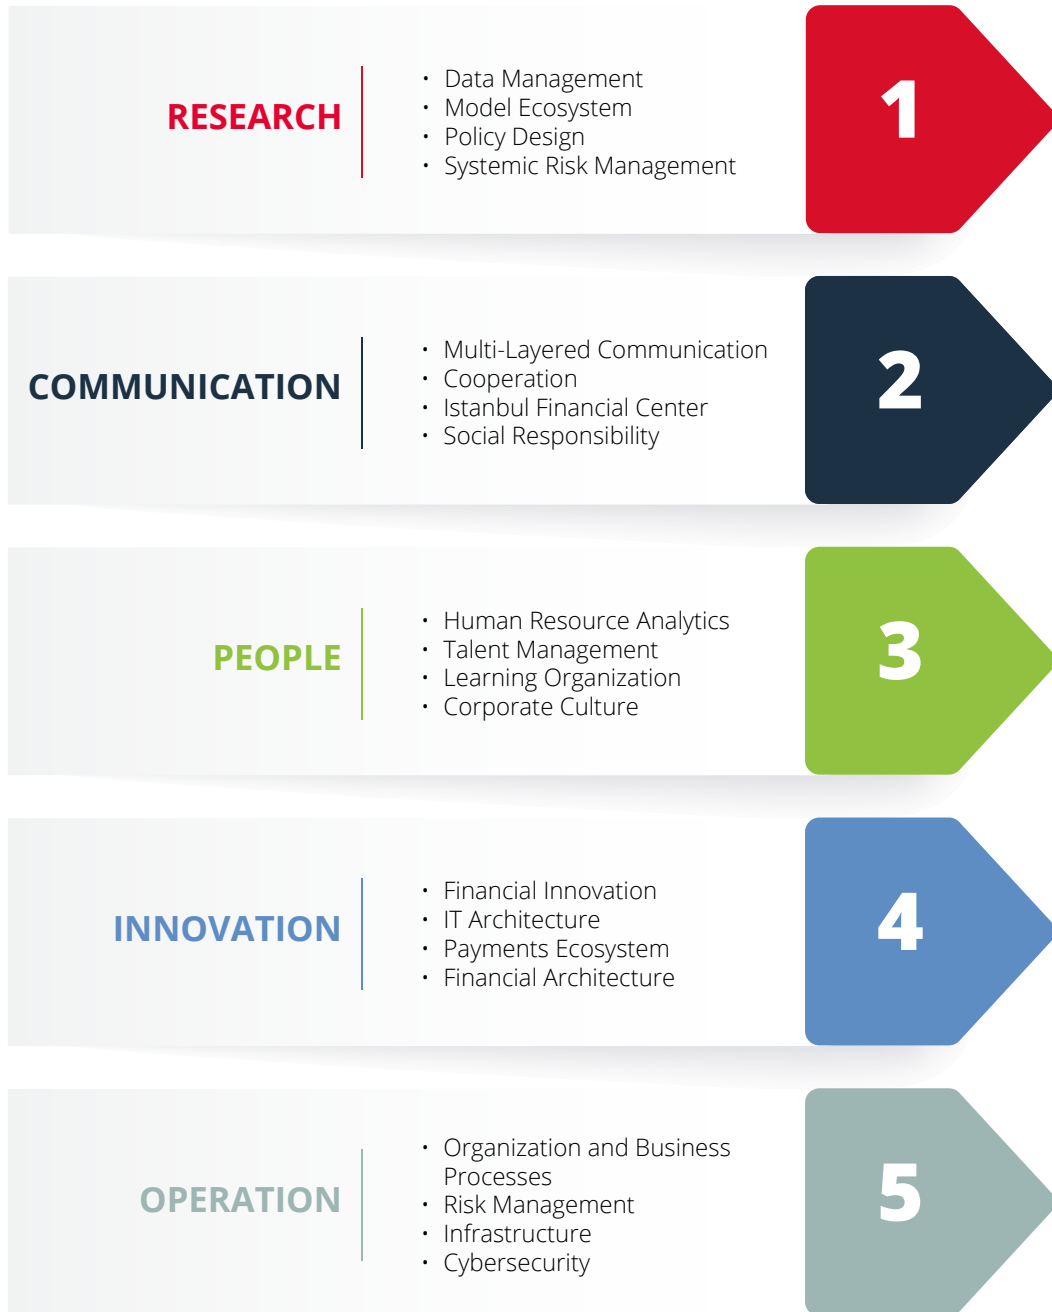 RESEARCH
• Data Management
• Model Ecosystem
• Policy Design
• Systemic Risk Management
1
COMMUNICATION
• Multi-Layered Communication
• Cooperation
• Istanbul Financial Center
• Social Responsibility
2
PEOPLE
• Human Resource Analytics
• Talent Management
• Learning Organization
• Corporate Culture
3
INNOVATION
• Financial Innovation
• IT Architecture
• Payments Ecosystem
• Financial Architecture
4
OPERATION
• Organization and Business
Processes
• Risk Management
• Infrastructure
• Cybersecurity
5